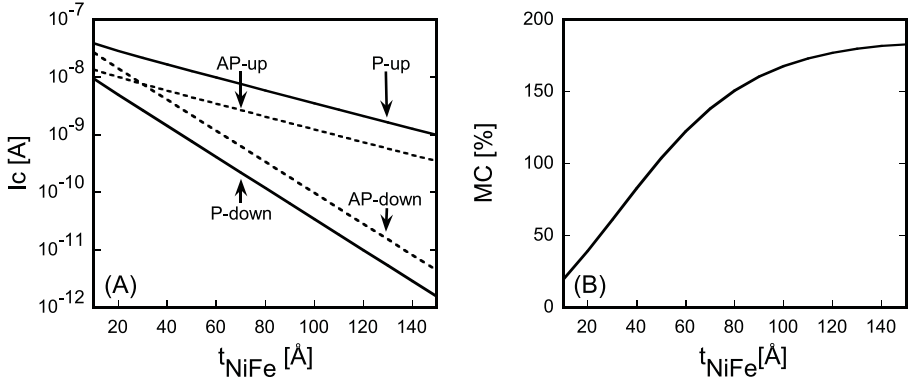 10-7
10-8
10-9
10-10
10-11
10-12
Ic [A]
AP-up
P-up
P-down
AP-down
(A)
20 40 60 80 100 120 140
tNiFe [Å]
200
150
100
50
0
MC [%]
(B)
20 40 60 80 100 120 140
tNiFe [Å]